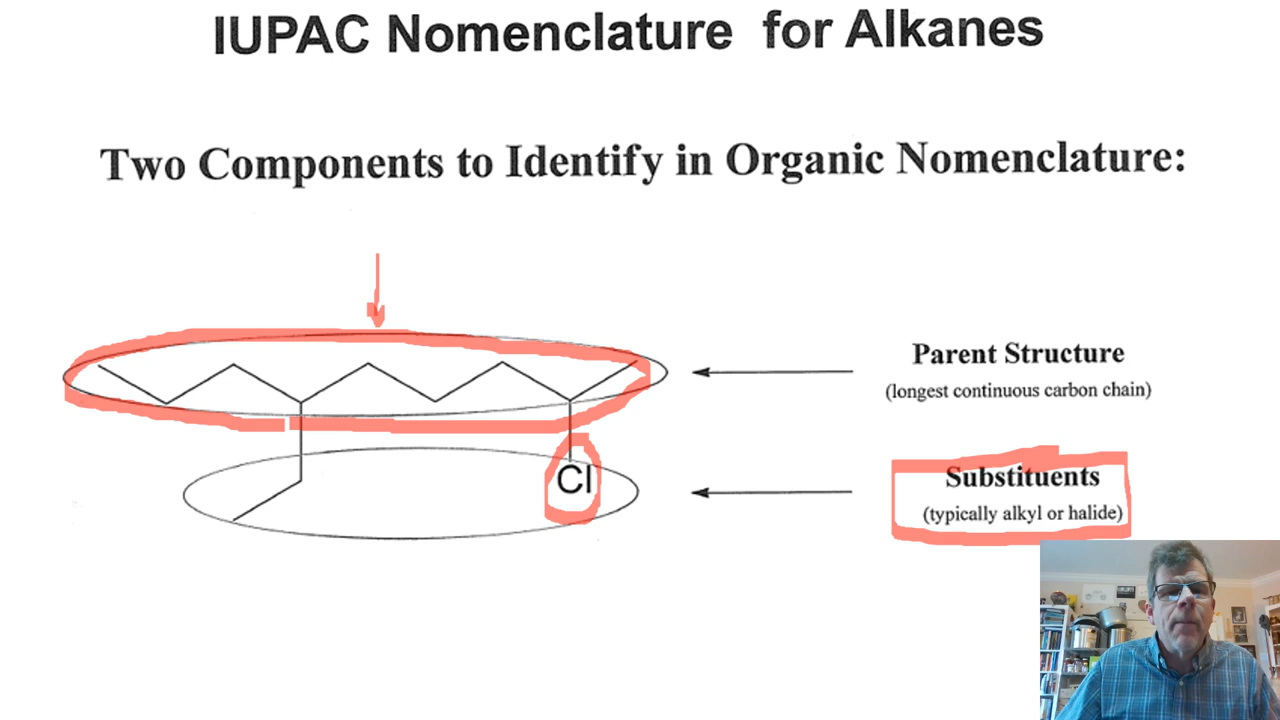 IUPAC Nomenclature for Alkanes
Two Components to Identify in Organic Nomenclature:
Parent Structure
(longest continuous carbon chain)
Cl
Substituents
(typically alkyl or halide)